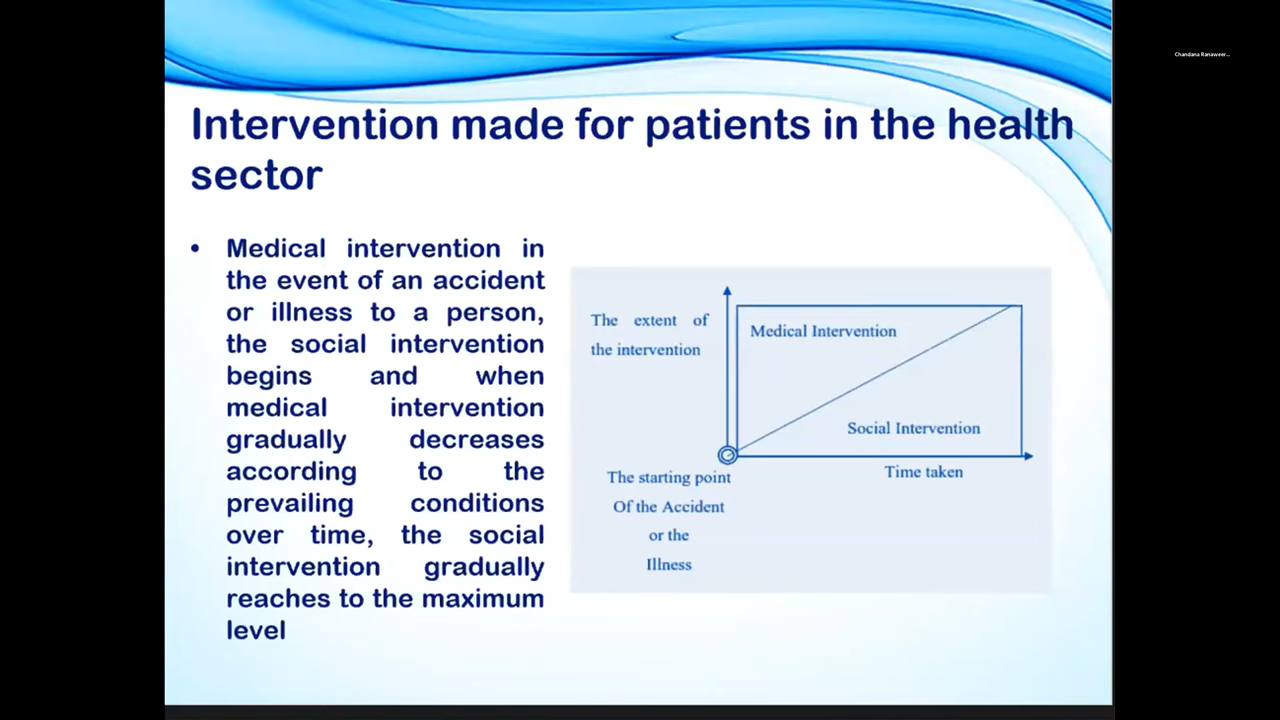 Chandana Ranaweer...
Intervention made for patients in the health
sector
• Medical intervention in
the event of an accident
or illness to a person,
the social intervention
begins and when
medical intervention
gradually decreases
according to the
prevailing conditions
over time, the social
intervention gradually
reaches to the maximum
level
The extent of
the intervention
Medical Intervention
Social Intervention
Time taken
The starting point
Of the Accident
or the
Illness